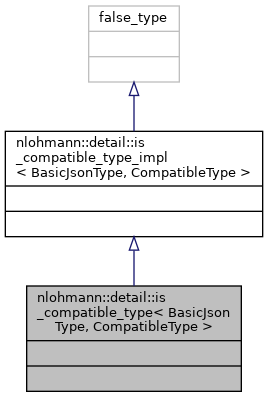 false_type
nlohmann::detail::is
_compatible_type_impl
< BasicJsonType, CompatibleType >
nlohmann::detail::is
_compatible_type< BasicJson
Type, CompatibleType >